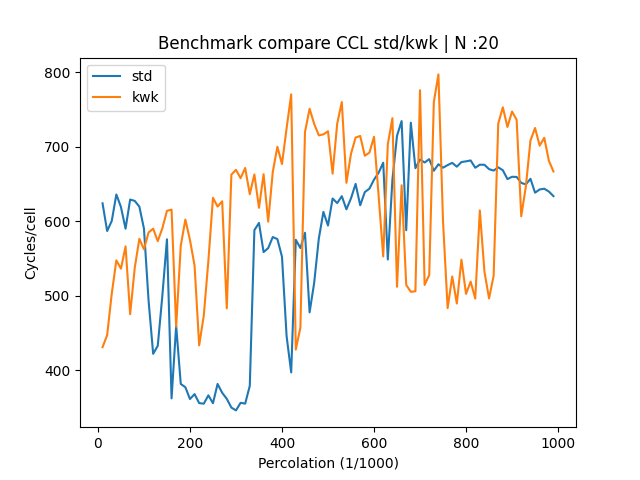 Benchmark compare CCL std/kwk | N :20
std
kwk
Cycles/cell
800
700
600
500
400
0 200 400 600 800 1000
Percolation (1/1000)